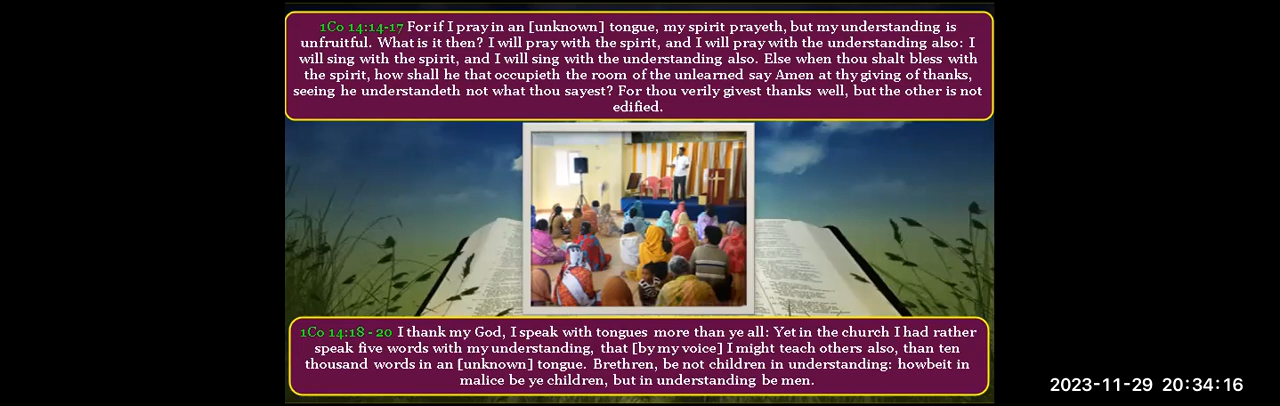 1Co 14:14-17 For if I pray in an [unknown] tongue, my spirit prayeth, but my understanding is
unfruitful. What is it then? I will pray with the spirit, and I will pray with the understanding also: I
will sing with the spirit, and I will sing with the understanding also. Else when thou shalt bless with
the spirit, how shall he that occupieth the room of the unlearned say Amen at thy giving of thanks,
seeing he understandeth not what thou sayest? For thou verily givest thanks well, but the other is not
edified.
1Co 14:18 - 20 I thank my God, I speak with tongues more than ye all: Yet in the church I had rather
speak five words with my understanding, that [by my voice] I might teach others also, than ten
thousand words in an [unknown] tongue. Brethren, be not children in understanding: howbeit in
malice be ye children, but in understanding be men.
2023-11-29 20:34:16